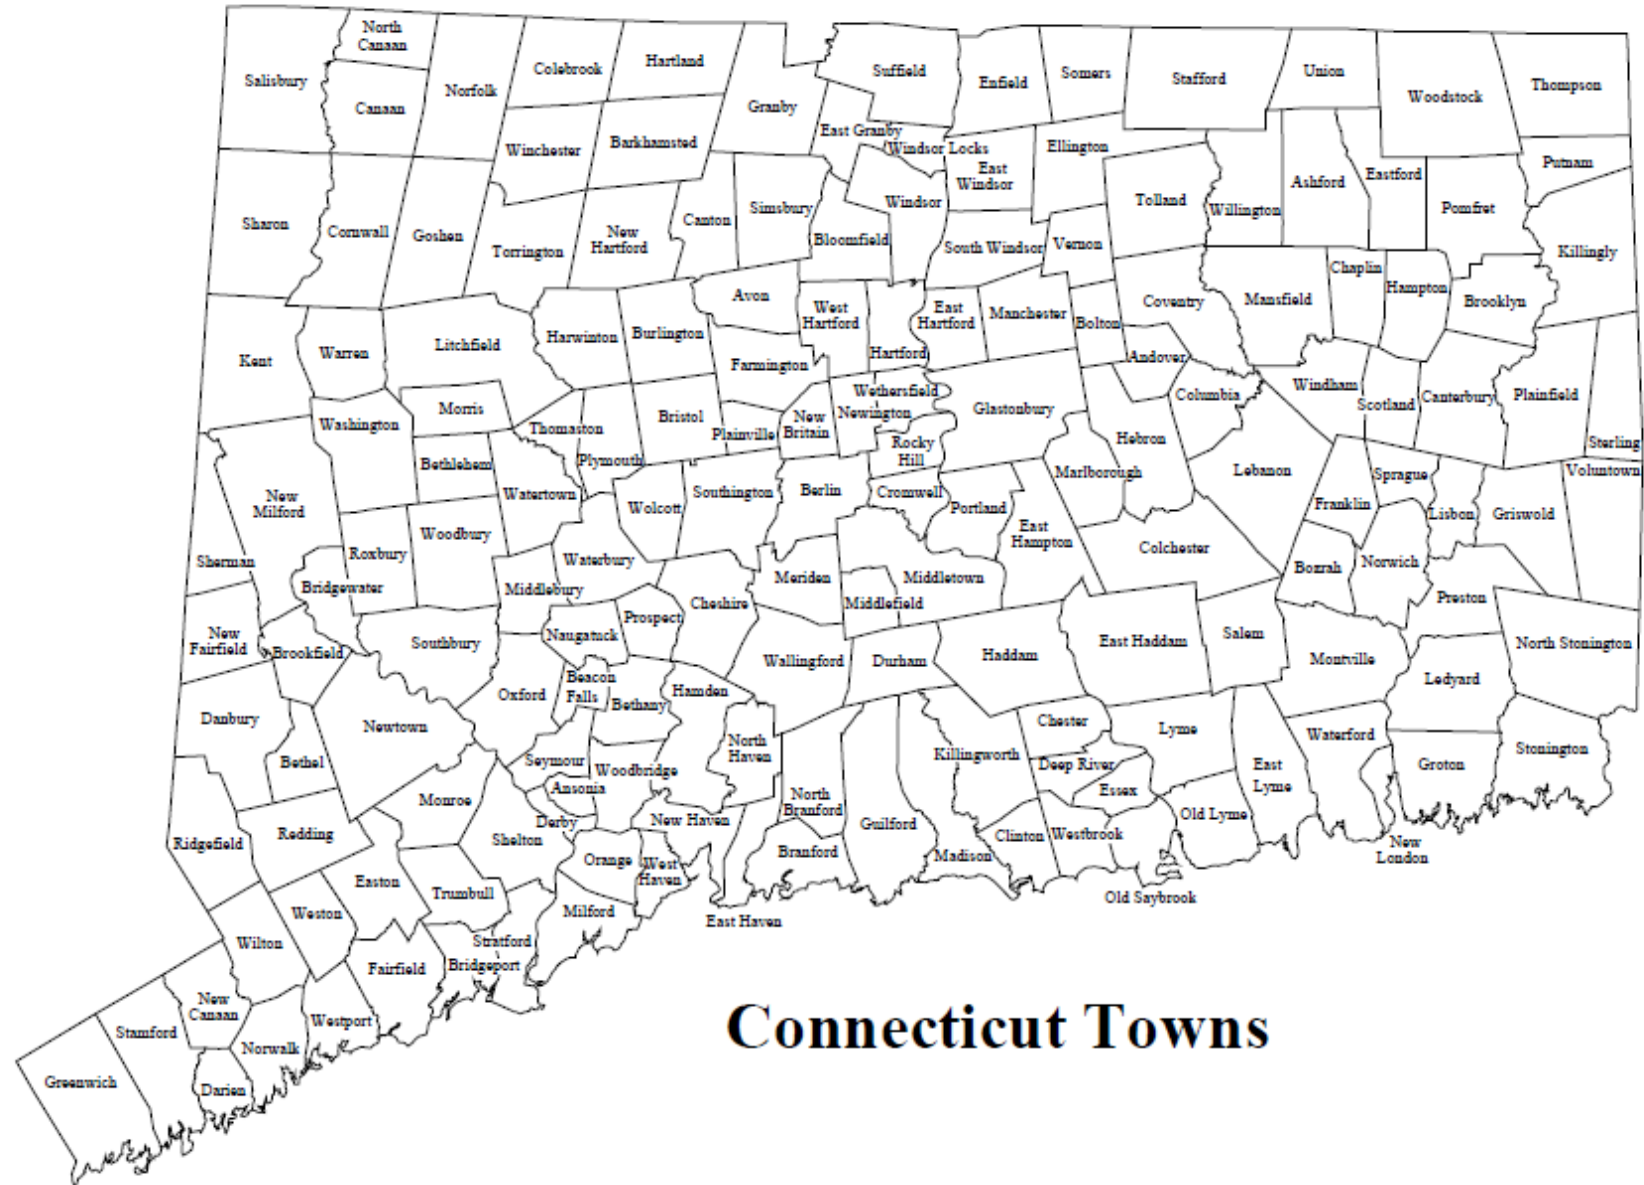 North
Canaan
Salisbury
Canaan
Norfolk
Colebrook
Hartland
Granby
Suffield
Enfield
Somers
Stafford
Union
Woodstock
Thompson
Winchester
Barkhamsted
East Granby
Windsor Locks
East
Windsor
Ellington
Tolland
Willington
Ashford
Eastford
Pomfret
Putnam
Sharon
Cornwall
Goshen
Torrington
New
Hartford
Canton
Simsbury
Bloomfield
Windsor
South Windsor
Vernon
Killingly
Kent
Warren
Litchfield
Harwinton
Burlington
Avon
West
Hartford
Hartford
East
Hartford
Manchester
Bolton
Coventry
Mansfield
Chaplin
Hampton
Brooklyn
Farmington
Andover
Columbia
Windham
Scotland
Canterbury
Plainfield
Sterling
Washington
Morris
Thomaston
Plymouth
Bristol
Plainville
New
Britain
Newington
Wethersfield
Rocky
Hill
Glastonbury
Marlborough
Hebron
Lebanon
Franklin
Sprague
Lisbon
Griswold
Voluntown
New
Milford
Bethlehem
Watertown
Wolcott
Southington
Berlin
Cromwell
Portland
East
Hampton
Colchester
Bozrah
Norwich
Preston
Sherman
Bridgewater
Roxbury
Woodbury
Middlebury
Waterbury
Meriden
Middletown
Middlefield
Cheshire
Prospect
Naugatuck
New
Fairfield
Brookfield
Southbury
Oxford
Beacon
Falls
Bethany
Hamden
Wallingford
Durham
Haddam
East Haddam
Salem
Montville
Ledyard
North Stonington
Danbury
Bethel
Newtown
Seymour
Ansonia
Woodbridge
North
Haven
Killingworth
Chester
Deep River
Essex
Lyme
East
Lyme
Waterford
Groton
Stonington
Ridgefield
Redding
Monroe
Derby
Shelton
New Haven
North
Branford
Branford
Guilford
Madison
Clinton
Westbrook
Old Lyme
New
London
Old Saybrook
Easton
Trumbull
Orange
West
Haven
Milford
East Haven
Weston
Wilton
Fairfield
Stratford
Bridgeport
New
Canaan
Stamford
Westport
Norwalk
Darien
Greenwich
Connecticut Towns